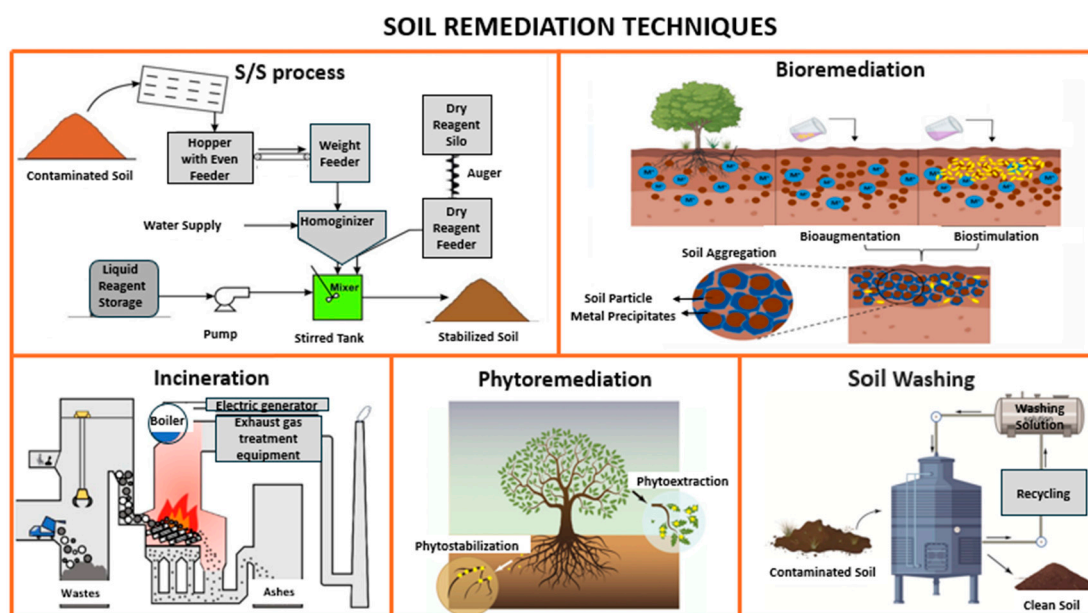 SOIL REMEDIATION TECHNIQUES
S/S process
Contaminated Soil
Hopper
with Even
Feeder
Weight
Feeder
Dry
Reagent
Silo
Auger
Water Supply
Homoginizer
Dry
Reagent
Feeder
Liquid
Reagent
Storage
Pump
Mixer
Stirred Tank
Stabilized Soil
Bioremediation
Bioaugmentation
Biostimulation
Soil Aggregation
Soil Particle
Metal Precipitates
Incineration
Boiler
Electric generator
Exhaust gas
treatment
equipment
Wastes
Ashes
Phytoremediation
Phytoextraction
Phytostabilization
Soil Washing
Washing
Solution
Recycling
Contaminated Soil
Clean Soil